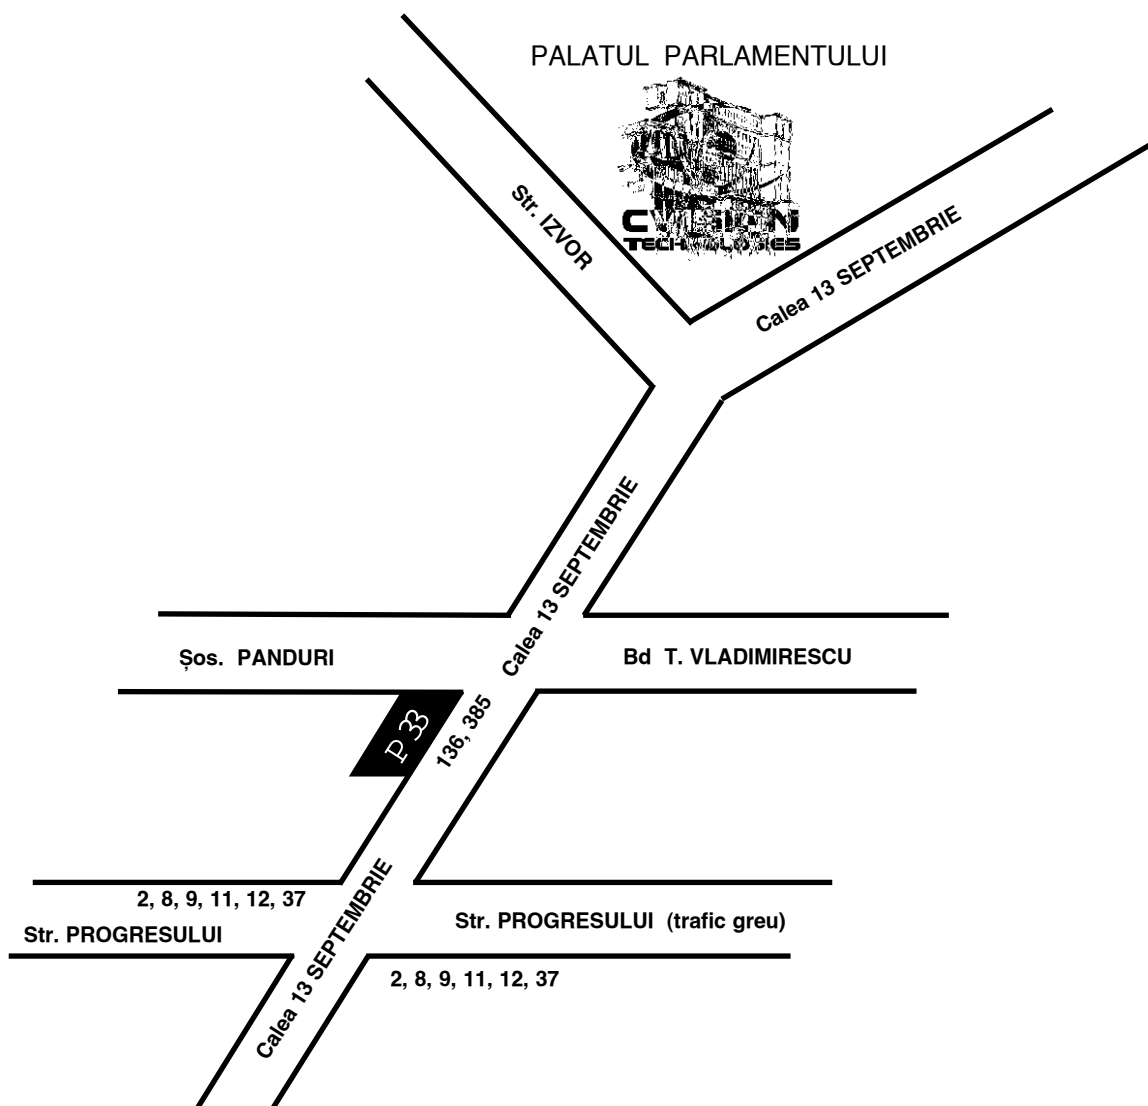 PALATUL PARLAMENTULUI
CVISION
TECHNOLOGIES
Str. IZVOR
Calea 13 SEPTEMBRIE
Calea 13 SEPTEMBRIE
Șos. PANDURI
Bd T. VLADIMIRESCU
P 33
136, 385
2, 8, 9, 11, 12, 37
Str. PROGRESULUI
Str. PROGRESULUI (trafic greu)
Calea 13 SEPTEMBRIE
2, 8, 9, 11, 12, 37